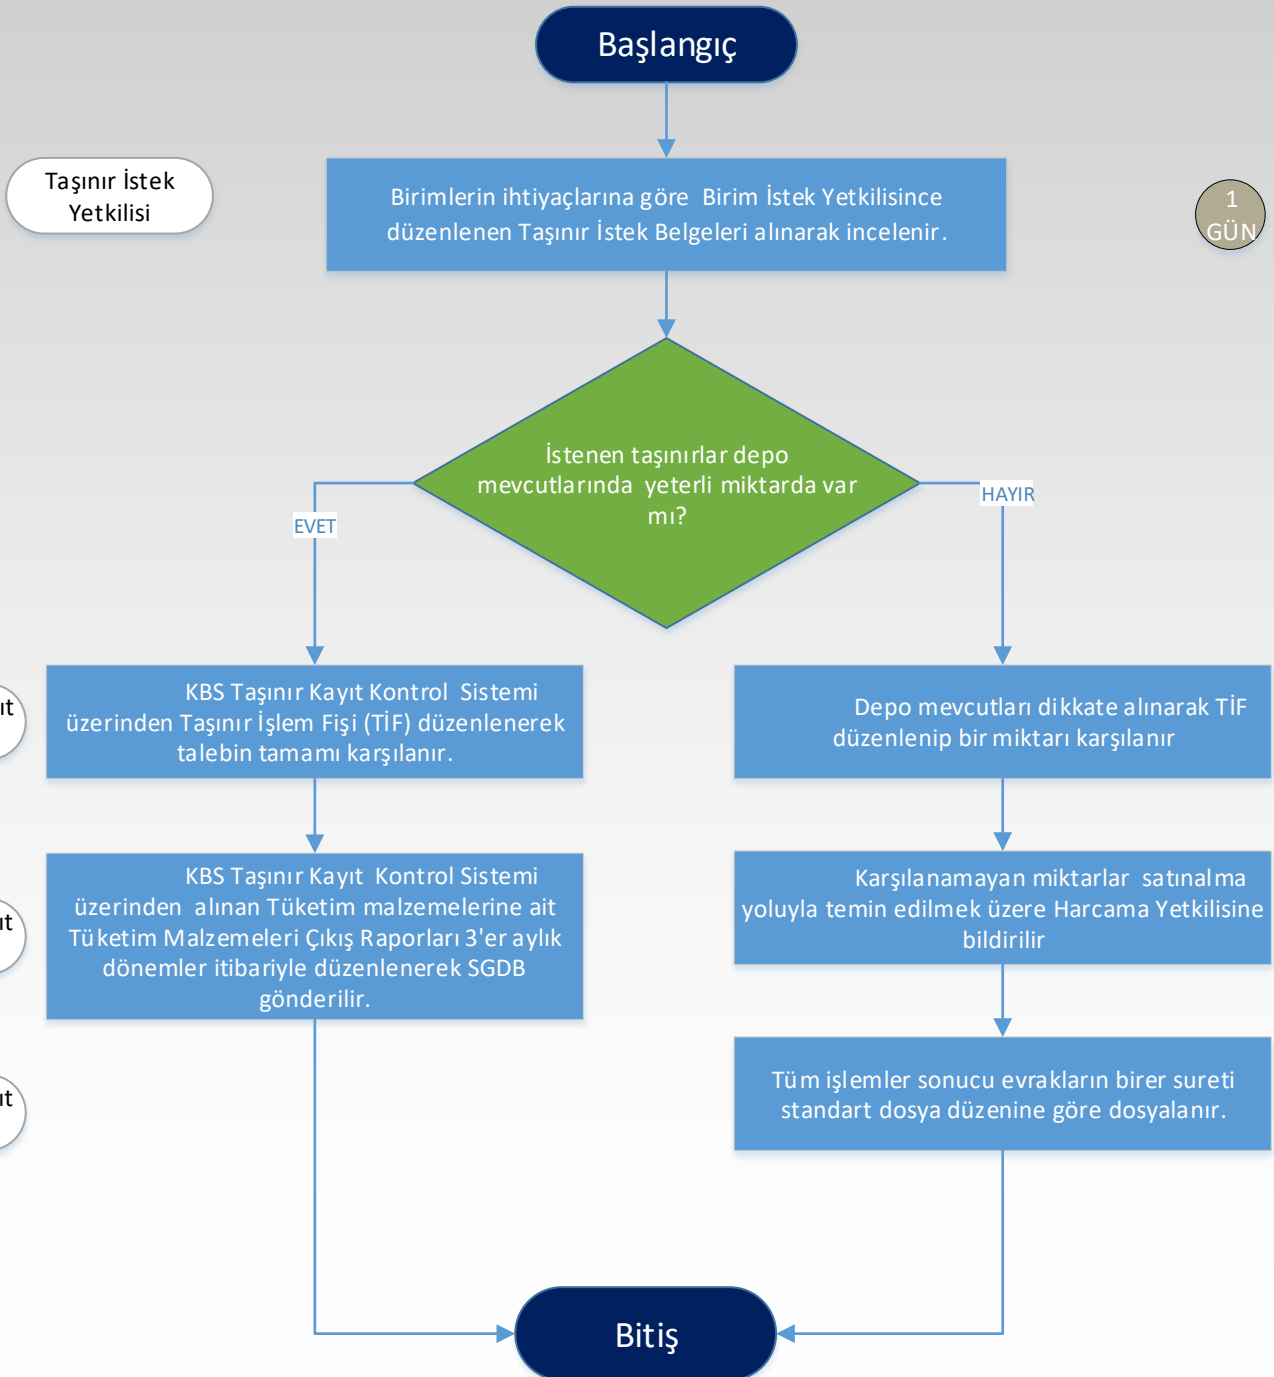 Başlangıç
Taşınır İstek
Yetkilisi
Birimlerin ihtiyaçlarına göre Birim İstek Yetkilisince
düzenlenen Taşınır İstek Belgeleri alınarak incelenir.
1
GÜN
İstenen taşınırlar depo
mevcutlarında yeterli miktarda var
mı?
EVET
HAYIR
KBS Taşınır Kayıt Kontrol Sistemi
üzerinden Taşınır İşlem Fişi (TİF) düzenlenerek
talebin tamamı karşılanır.
Depo mevcutları dikkate alınarak TİF
düzenlenip bir miktarı karşılanır
KBS Taşınır Kayıt Kontrol Sistemi
üzerinden alınan Tüketim malzemelerine ait
Tüketim Malzemeleri Çıkış Raporları 3'er aylık
dönemler itibariyle düzenlenerek SGDB
gönderilir.
Karşılanamayan miktarlar satınalma
yoluyla temin edilmek üzere Harcama Yetkilisine
bildirilir
Tüm işlemler sonucu evrakların birer sureti
standart dosya düzenine göre dosyalanır.
Bitiş